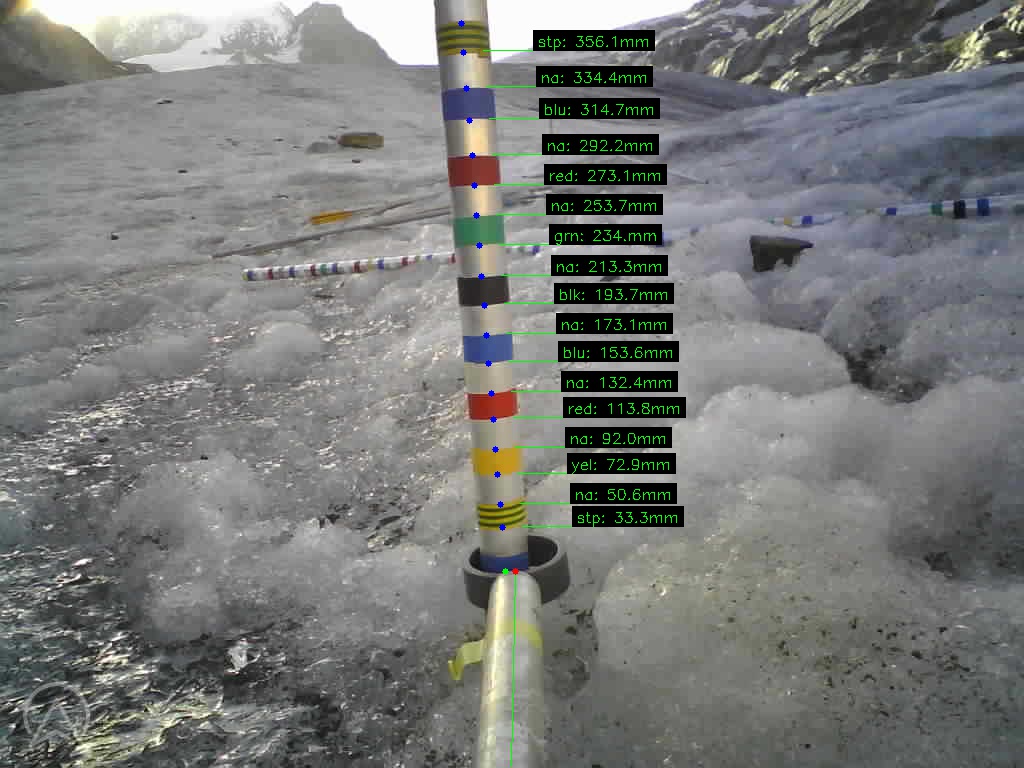 stp: 356.1mm
na: 334.4mm
blu: 314.7mm
na: 292.2mm
red: 273.1mm
na: 253.7mm
grn: 234.mm
na: 213.3mm
blk: 193.7mm
na: 173.1mm
blu: 153.6mm
na: 132.4mm
red: 113.8mm
na: 92.0mm
yel: 72.9mm
na: 50.6mm
stp: 33.3mm